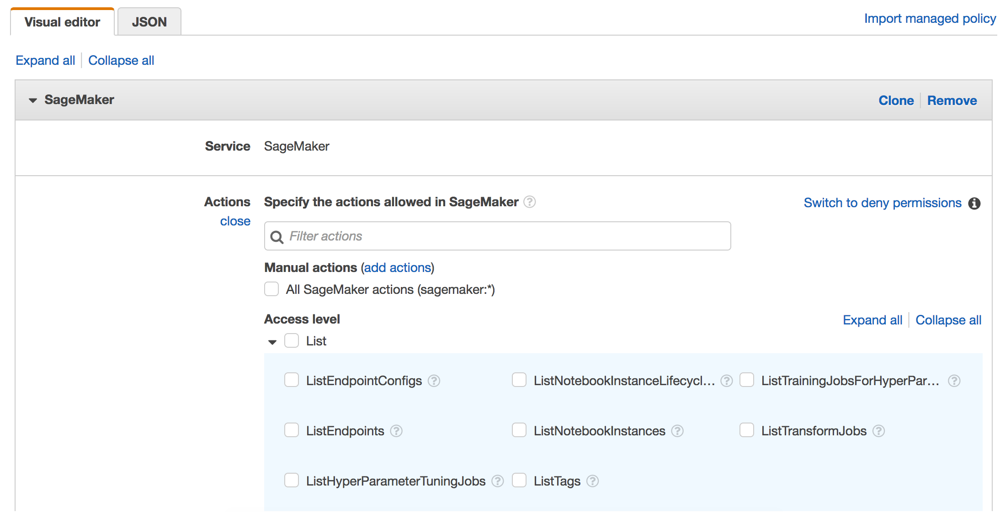 Visual editor JSON Import managed policy
Expand all Collapse all
SageMaker Clone Remove
Service SageMaker
Actions Specify the actions allowed in SageMaker ? Switch to deny permissions i
close
Filter actions
Manual actions (add actions)
All SageMaker actions (sagemaker:*)
Access level Expand all Collapse all
List
ListEndpointConfigs ? ListNotebookInstanceLifecycl... ? ListTrainingJobsForHyperPar... ?
ListEndpoints ? ListNotebookInstances ? ListTransformJobs ?
ListHyperParameterTuningJobs ? ListTags ?